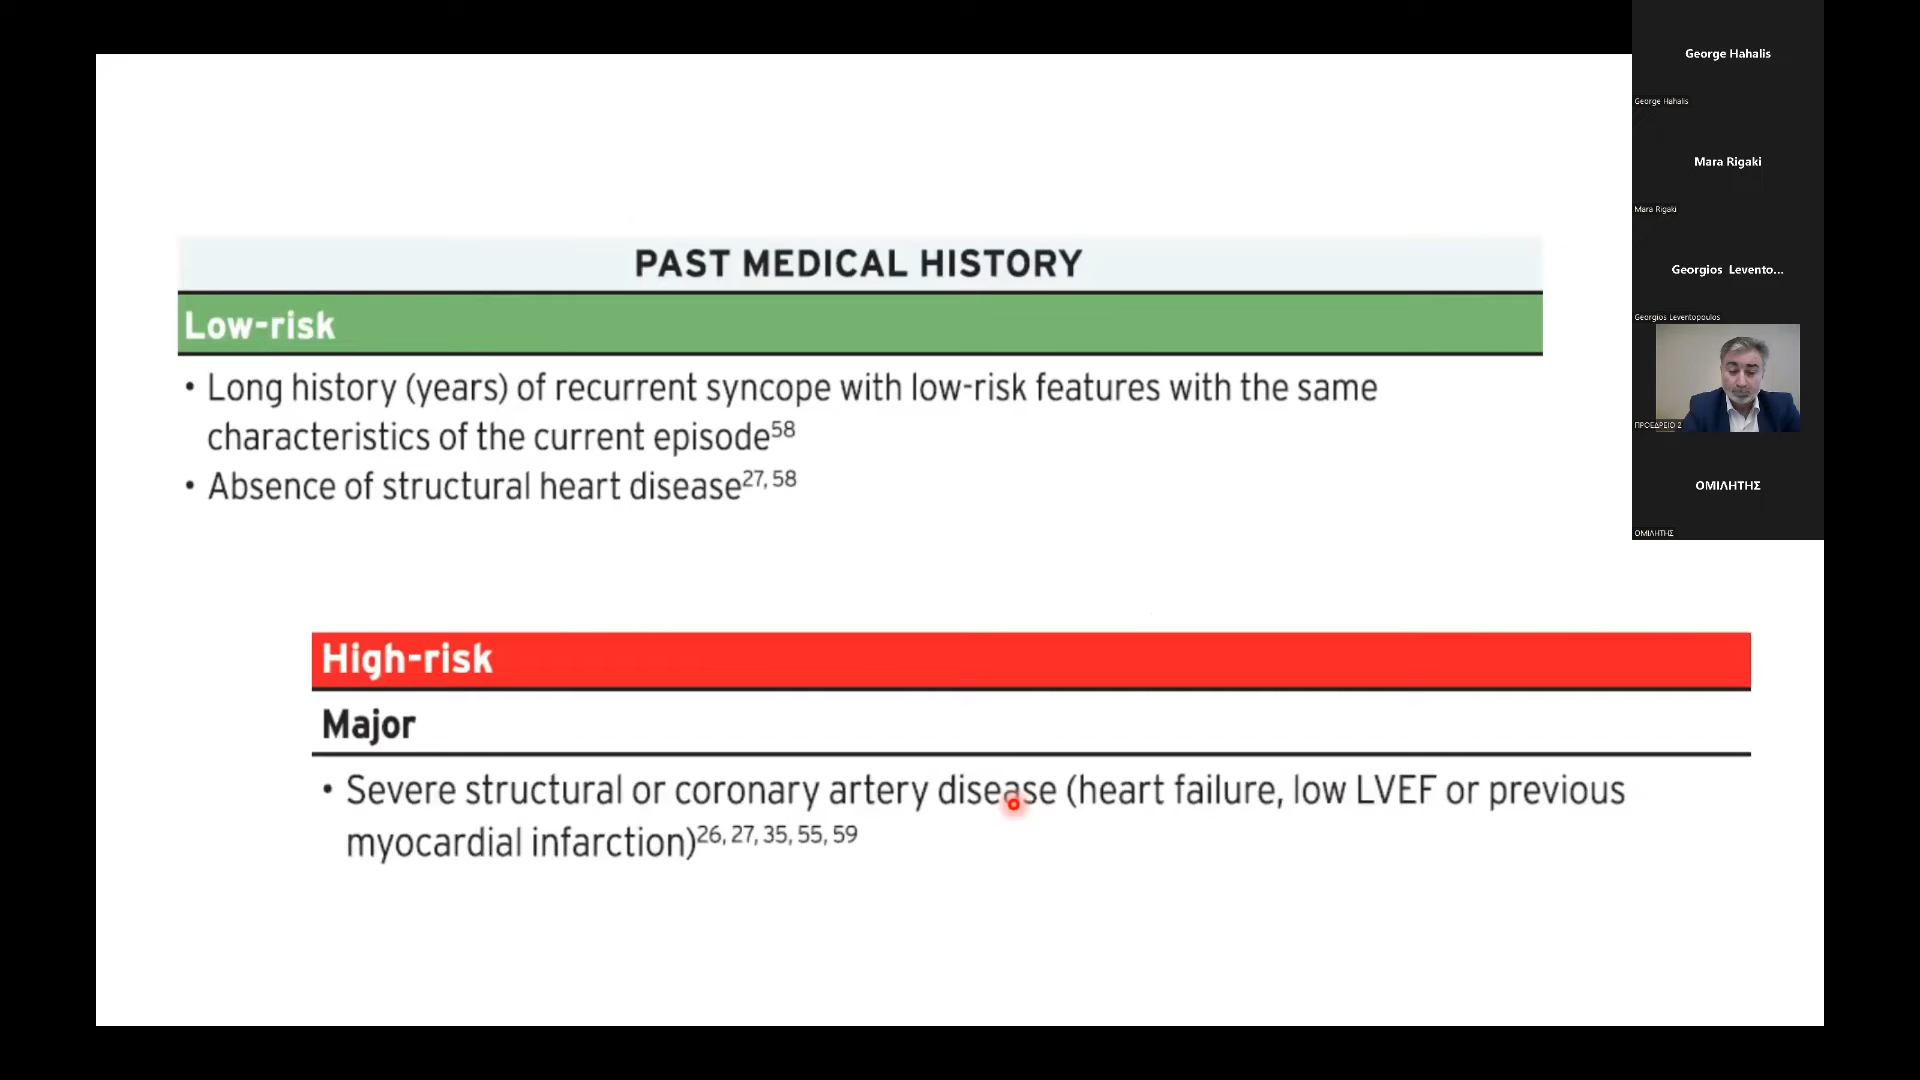 PAST MEDICAL HISTORY
Low-risk
• Long history (years) of recurrent syncope with low-risk features with the same
characteristics of the current episode58
• Absence of structural heart disease27, 58
High-risk
Major
• Severe structural or coronary artery disease (heart failure, low LVEF or previous
myocardial infarction)26, 27, 35, 55, 59
George Hahalis
George Hahalis
Mara Rigaki
Mara Rigaki
Georgios Levento...
Georgios Leventopoulos
ΠΡΟΕΔΡΕΙΟ 2
ΟΜΙΛΗΤΗΣ
ΟΜΙΛΗΤΗΣ